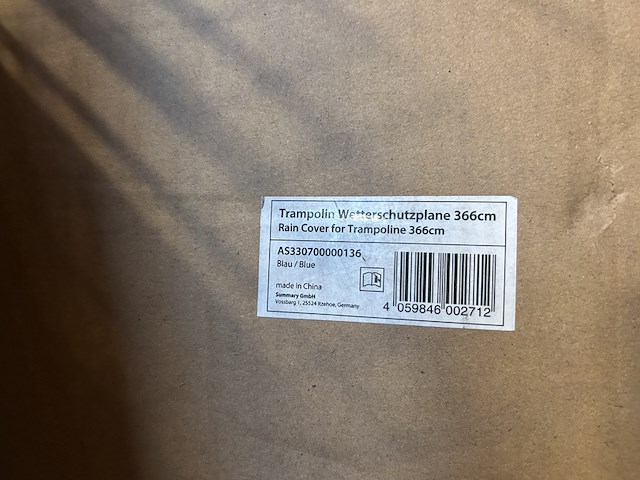 Trampolin Wetterschutzplane 366cm
Rain Cover for Trampoline 366cm
AS330700000136
Blau / Blue
made in China
Summary GmbH
Vossbarg 1, 25524 Itzehoe, Germany
4 059846 002712